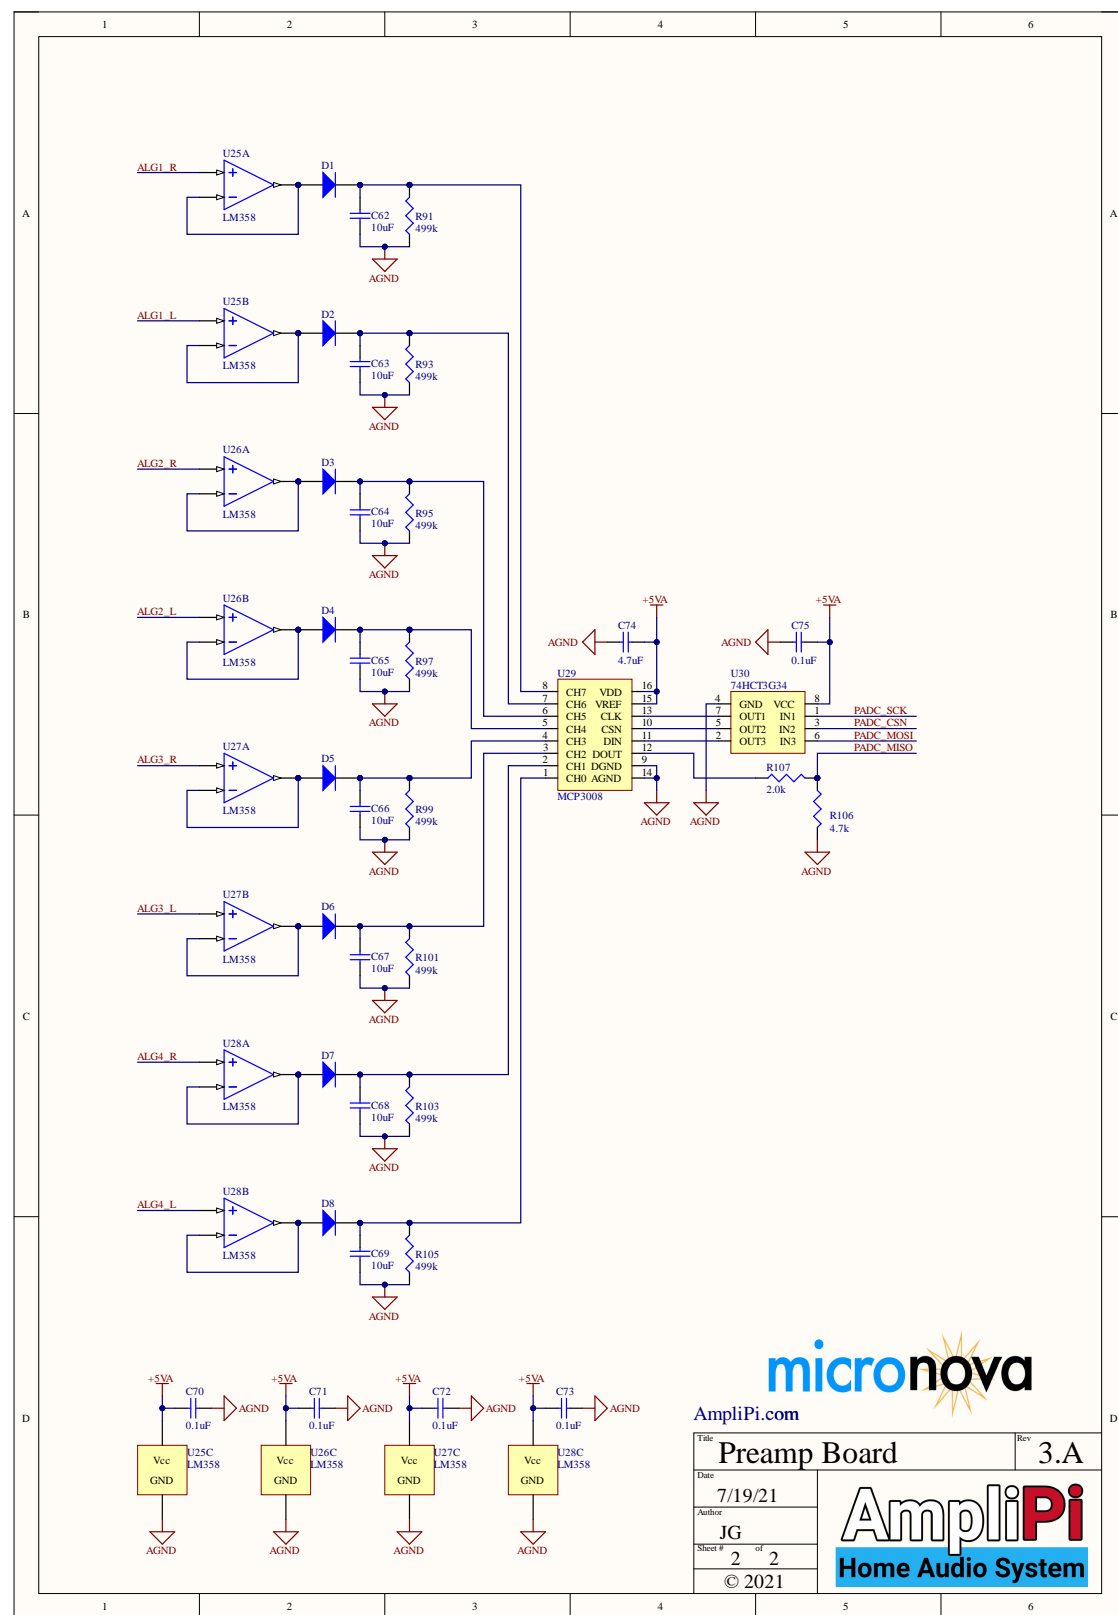 1 2 3 4 5 6
A A
B B
C C
D D
ALG1_R
U25A
LM358
D1
C62
10uF
R91
499k
AGND
ALG1_L
U25B
LM358
D2
C63
10uF
R93
499k
AGND
ALG2_R
U26A
LM358
D3
C64
10uF
R95
499k
AGND
ALG2_L
U26B
LM358
D4
C65
10uF
R97
499k
AGND
ALG3_R
U27A
LM358
D5
C66
10uF
R99
499k
AGND
ALG3_L
U27B
LM358
D6
C67
10uF
R101
499k
AGND
ALG4_R
U28A
LM358
D7
C68
10uF
R103
499k
AGND
ALG4_L
U28B
LM358
D8
C69
10uF
R105
499k
AGND
+5VA
AGND
C74
4.7uF
U29
8 CH7 VDD 16
7 CH6 VREF 15
6 CH5 CLK 13
5 CH4 CSN 10
4 CH3 DIN 11
3 CH2 DOUT 12
2 CH1 DGND 9
1 CH0 AGND 14
MCP3008
AGND
AGND
+5VA
AGND
C75
0.1uF
U30
74HCT3G34
4 GND VCC 8
7 OUT1 IN1 1 PADC_SCK
5 OUT2 IN2 3 PADC_CSN
2 OUT3 IN3 6 PADC_MOSI
PADC_MISO
R107
2.0k
R106
4.7k
AGND
+5VA
C70
0.1uF
AGND
U25C
LM358
Vcc
GND
AGND
+5VA
C71
0.1uF
AGND
U26C
LM358
Vcc
GND
AGND
+5VA
C72
0.1uF
AGND
U27C
LM358
Vcc
GND
AGND
+5VA
C73
0.1uF
AGND
U28C
LM358
Vcc
GND
AGND
micronova
AmpliPi.com
Title Preamp Board
Rev 3.A
Date
7/19/21
Author
JG
Sheet # 2 of 2
© 2021
AmpliPi
Home Audio System
1 2 3 4 5 6